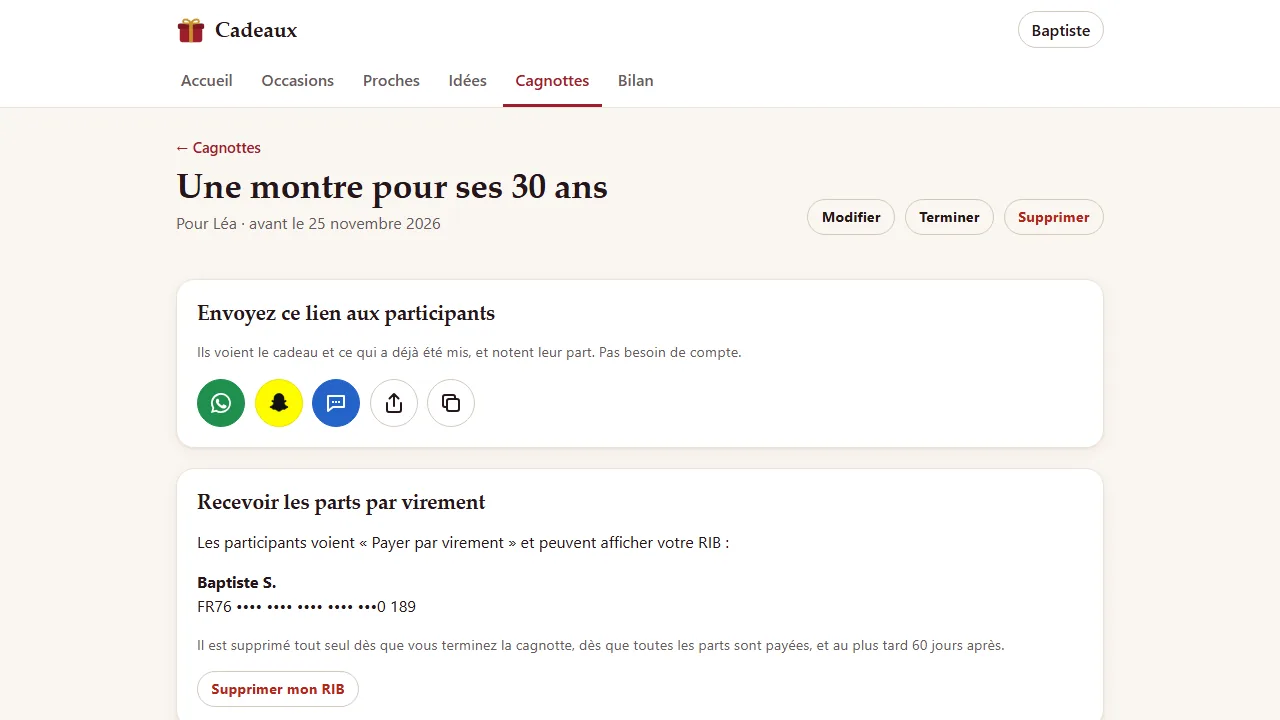 Cadeaux
Baptiste
Accueil Occasions Proches Idées Cagnottes Bilan
← Cagnottes
Une montre pour ses 30 ans
Pour Léa · avant le 25 novembre 2026
Modifier Terminer Supprimer
Envoyez ce lien aux participants
Ils voient le cadeau et ce qui a déjà été mis, et notent leur part. Pas besoin de compte.
Recevoir les parts par virement
Les participants voient « Payer par virement » et peuvent afficher votre RIB :
Baptiste S.
FR76 •••• •••• •••• •••• •••0 189
Il est supprimé tout seul dès que vous terminez la cagnotte, dès que toutes les parts sont payées, et au plus tard 60 jours après.
Supprimer mon RIB